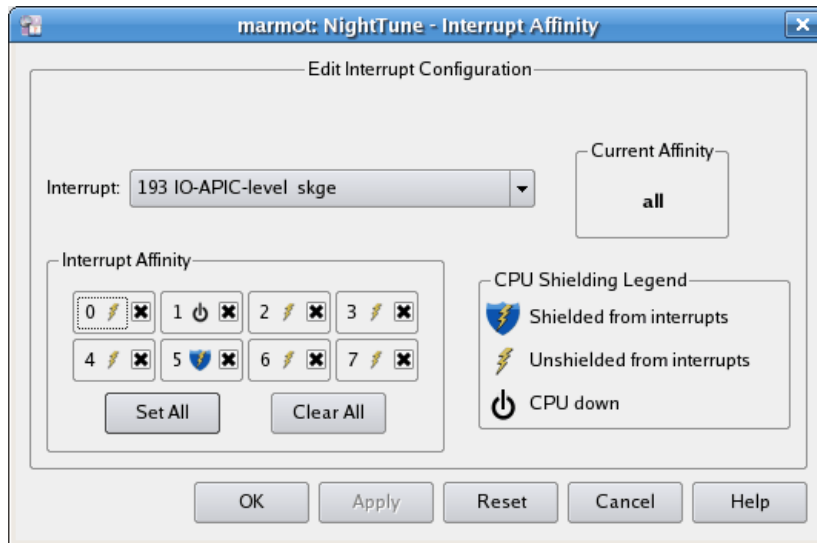 marmot: NightTune - Interrupt Affinity
Edit Interrupt Configuration
Current Affinity
Interrupt: 193 IO-APIC-level skge
all
Interrupt Affinity
0 1 2 3
4 5 6 7
Set All Clear All
CPU Shielding Legend
Shielded from interrupts
Unshielded from interrupts
CPU down
OK Apply Reset Cancel Help